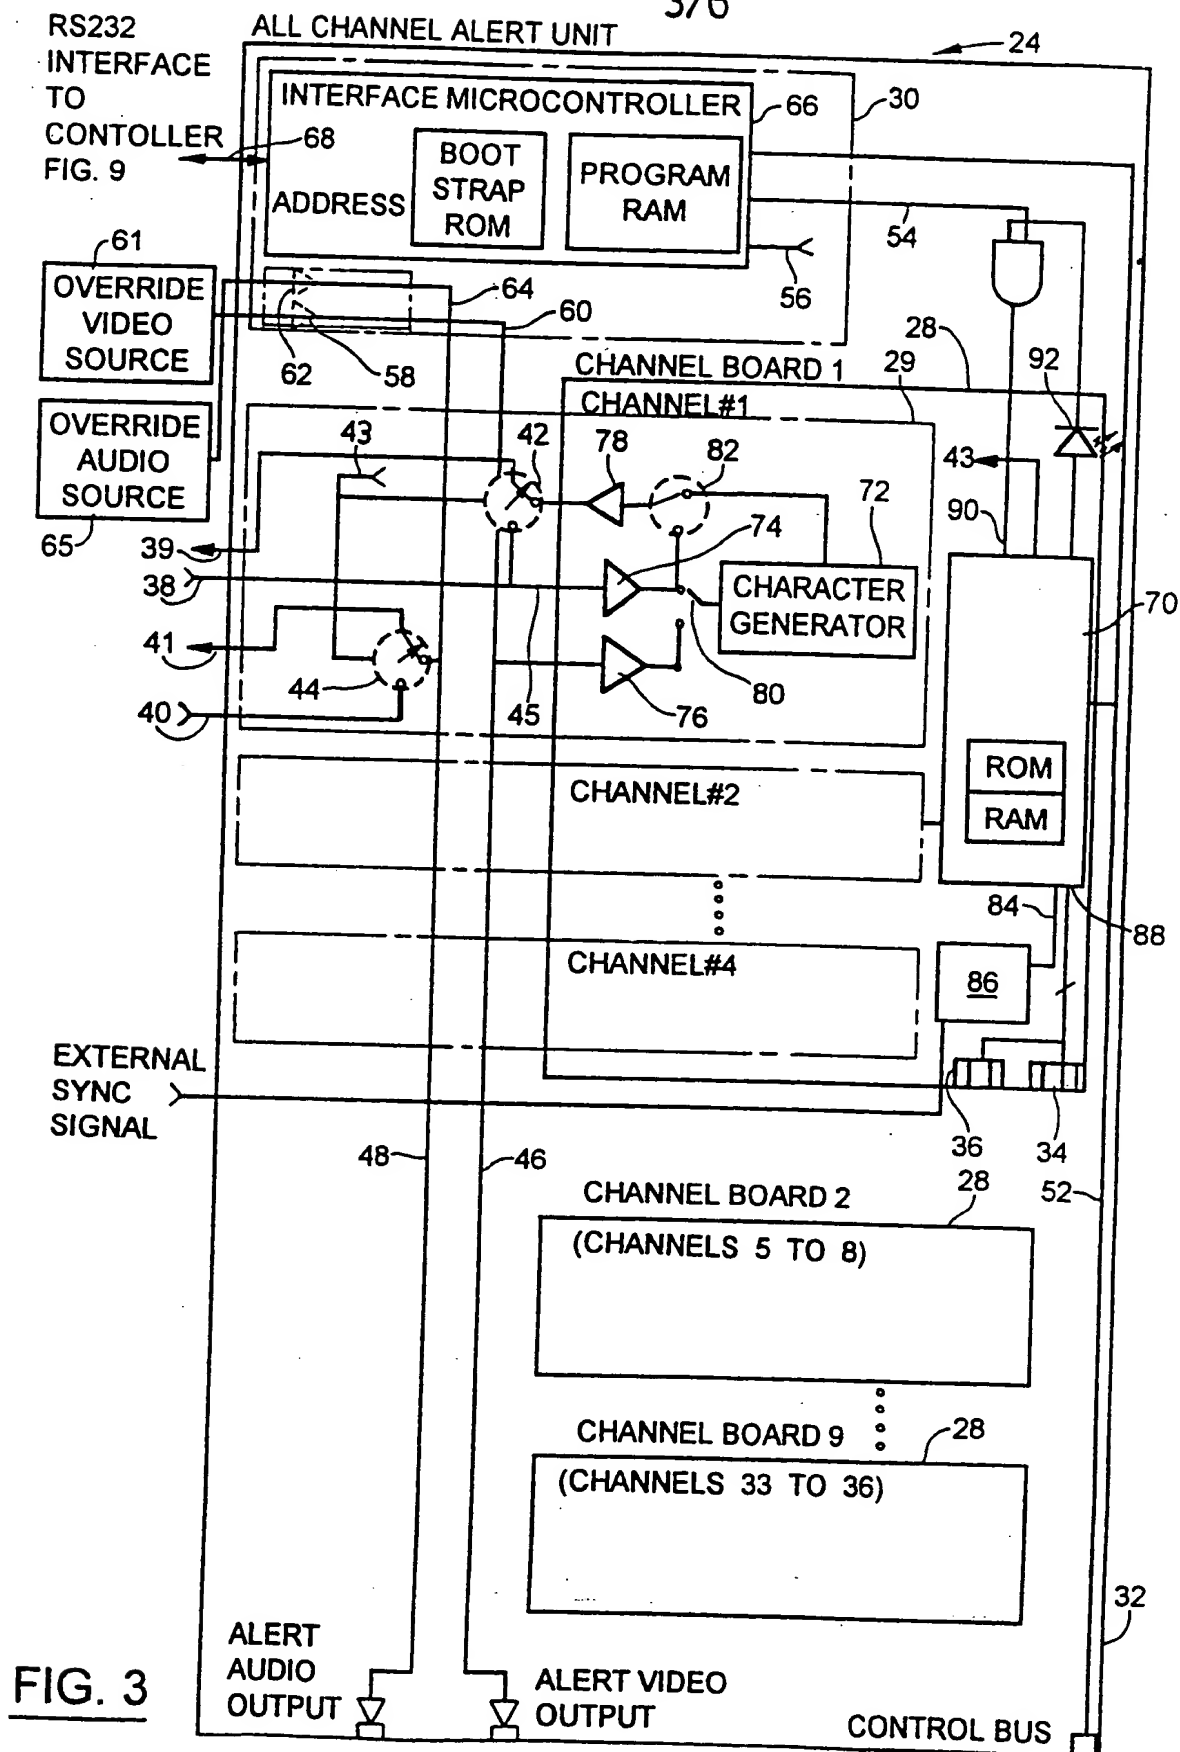 3/6
RS232
INTERFACE
TO
CONTOLLER
FIG. 9
68
ALL CHANNEL ALERT UNIT
24
INTERFACE MICROCONTROLLER
66
30
BOOT
STRAP
ROM
PROGRAM
RAM
ADDRESS
54
56
61
OVERRIDE
VIDEO
SOURCE
62
58
64
60
28
92
CHANNEL BOARD 1
29
OVERRIDE
AUDIO
SOURCE
65
CHANNEL#1
43
42
78
82
43
72
74
90
39
38
CHARACTER
GENERATOR
70
41
44
40
45
76
80
CHANNEL#2
ROM
RAM
84
88
CHANNEL#4
86
EXTERNAL
SYNC
SIGNAL
36
34
48
46
52
CHANNEL BOARD 2
28
(CHANNELS 5 TO 8)
CHANNEL BOARD 9
28
(CHANNELS 33 TO 36)
32
ALERT
AUDIO
OUTPUT
ALERT VIDEO
OUTPUT
CONTROL BUS
FIG. 3